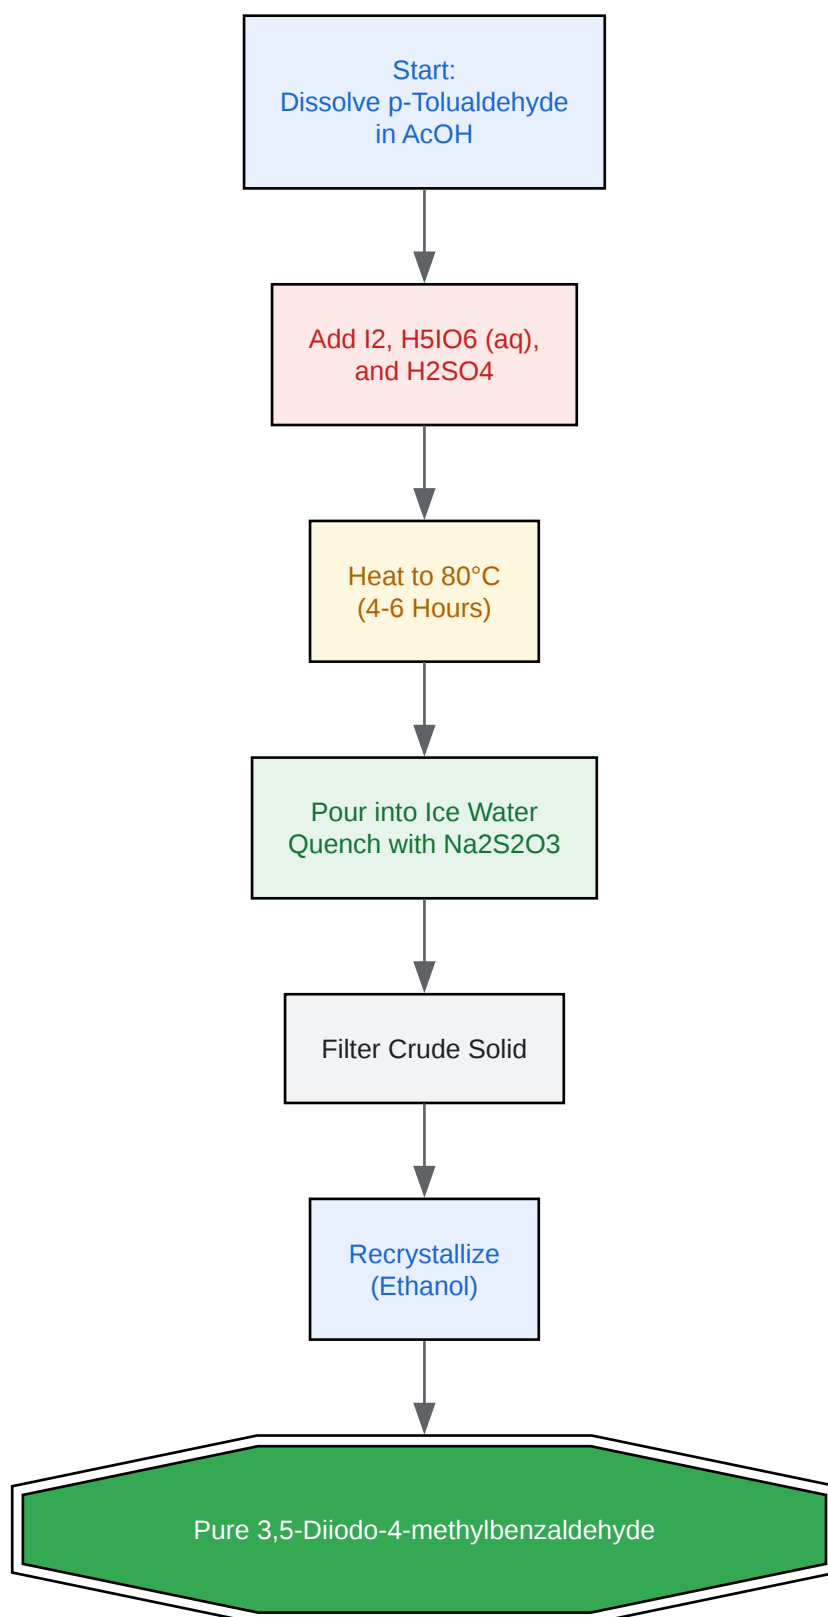 Start:
Dissolve p-Tolualdehyde
in AcOH
Add I2, H5IO6 (aq),
and H2SO4
Heat to 80°C
(4-6 Hours)
Pour into Ice Water
Quench with Na2S2O3
Filter Crude Solid
Recrystallize
(Ethanol)
Pure 3,5-Diiodo-4-methylbenzaldehyde